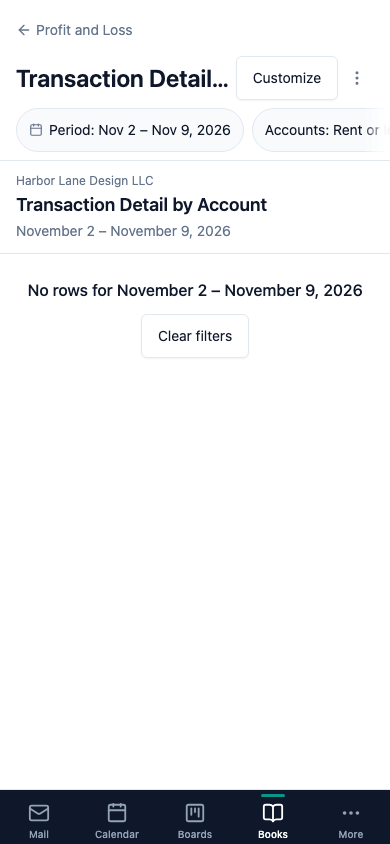 Profit and Loss
Transaction Detail...
Customize
Period: Nov 2 – Nov 9, 2026
Accounts: Rent or
Harbor Lane Design LLC
Transaction Detail by Account
November 2 – November 9, 2026
No rows for November 2 – November 9, 2026
Clear filters
Mail
Calendar
Boards
Books
More